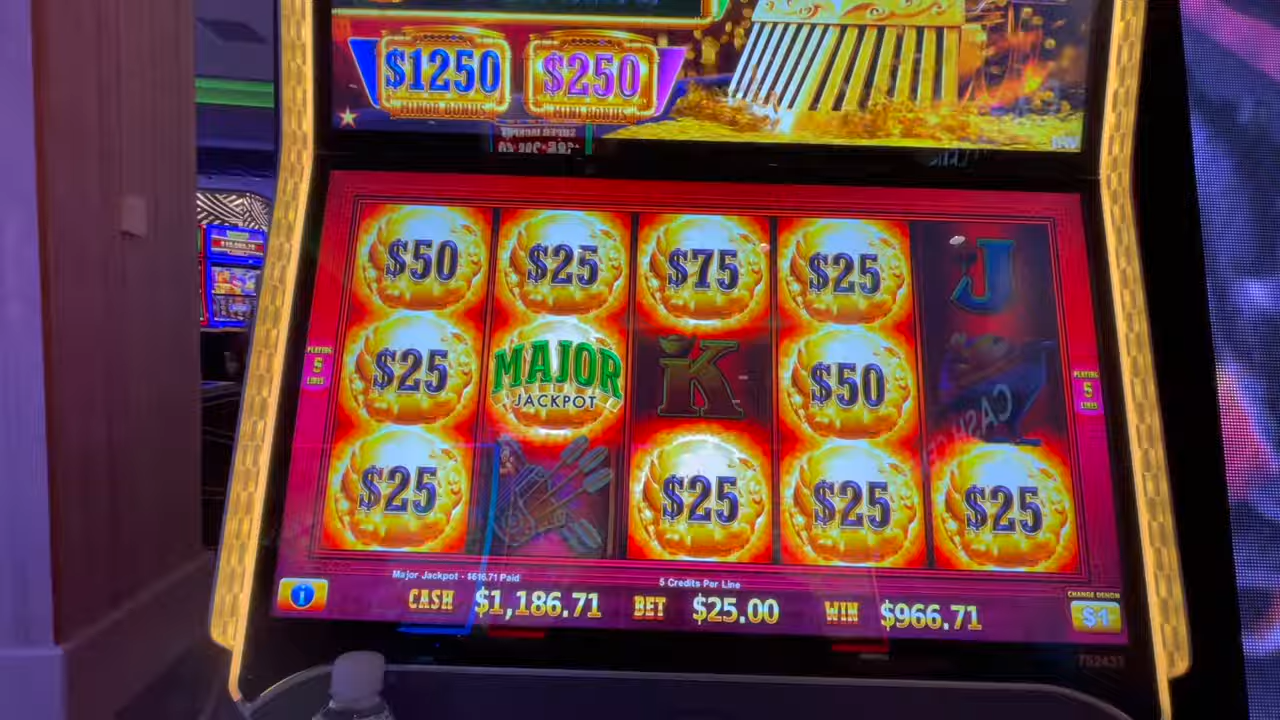 $1250 $250
MINOR BONUS MINI BONUS
$50 $25 $75 $25
$25 MAJOR JACKPOT K $50
$25 $25 $25 $25
PLAYING 5 LINES
PLAYING 5 LINES
Major Jackpot - $616.71 Paid
5 Credits Per Line
CASH $1,186.71 BET $25.00 WIN $966.71
CHANGE DENOM
$1
752437